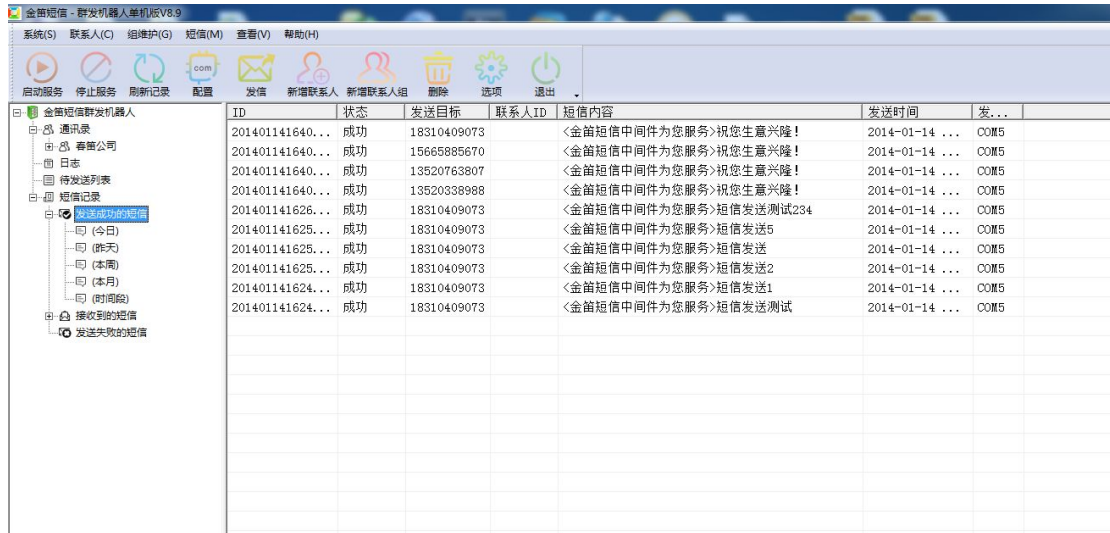 金笛短信 - 群发机器人单机版V8.9
系统(S) 联系人(C) 组维护(G) 短信(M) 查看(V) 帮助(H)
com
启动服务 停止服务 刷新记录 配置 发信 新增联系人 新增联系人组 删除 选项 退出
金笛短信群发机器人
通讯录
春笛公司
日志
待发送列表
短信记录
发送成功的短信
(今日)
(昨天)
(本周)
(本月)
(时间段)
接收到的短信
发送失败的短信
ID 状态 发送目标 联系人ID 短信内容 发送时间 发...
201401141640... 成功 18310409073 <金笛短信中间件为您服务>祝您生意兴隆! 2014-01-14 ... COM5
201401141640... 成功 15665885670 <金笛短信中间件为您服务>祝您生意兴隆! 2014-01-14 ... COM5
201401141640... 成功 13520763807 <金笛短信中间件为您服务>祝您生意兴隆! 2014-01-14 ... COM5
201401141640... 成功 13520338988 <金笛短信中间件为您服务>祝您生意兴隆! 2014-01-14 ... COM5
201401141626... 成功 18310409073 <金笛短信中间件为您服务>短信发送测试234 2014-01-14 ... COM5
201401141625... 成功 18310409073 <金笛短信中间件为您服务>短信发送5 2014-01-14 ... COM5
201401141625... 成功 18310409073 <金笛短信中间件为您服务>短信发送 2014-01-14 ... COM5
201401141625... 成功 18310409073 <金笛短信中间件为您服务>短信发送2 2014-01-14 ... COM5
201401141624... 成功 18310409073 <金笛短信中间件为您服务>短信发送1 2014-01-14 ... COM5
201401141624... 成功 18310409073 <金笛短信中间件为您服务>短信发送测试 2014-01-14 ... COM5